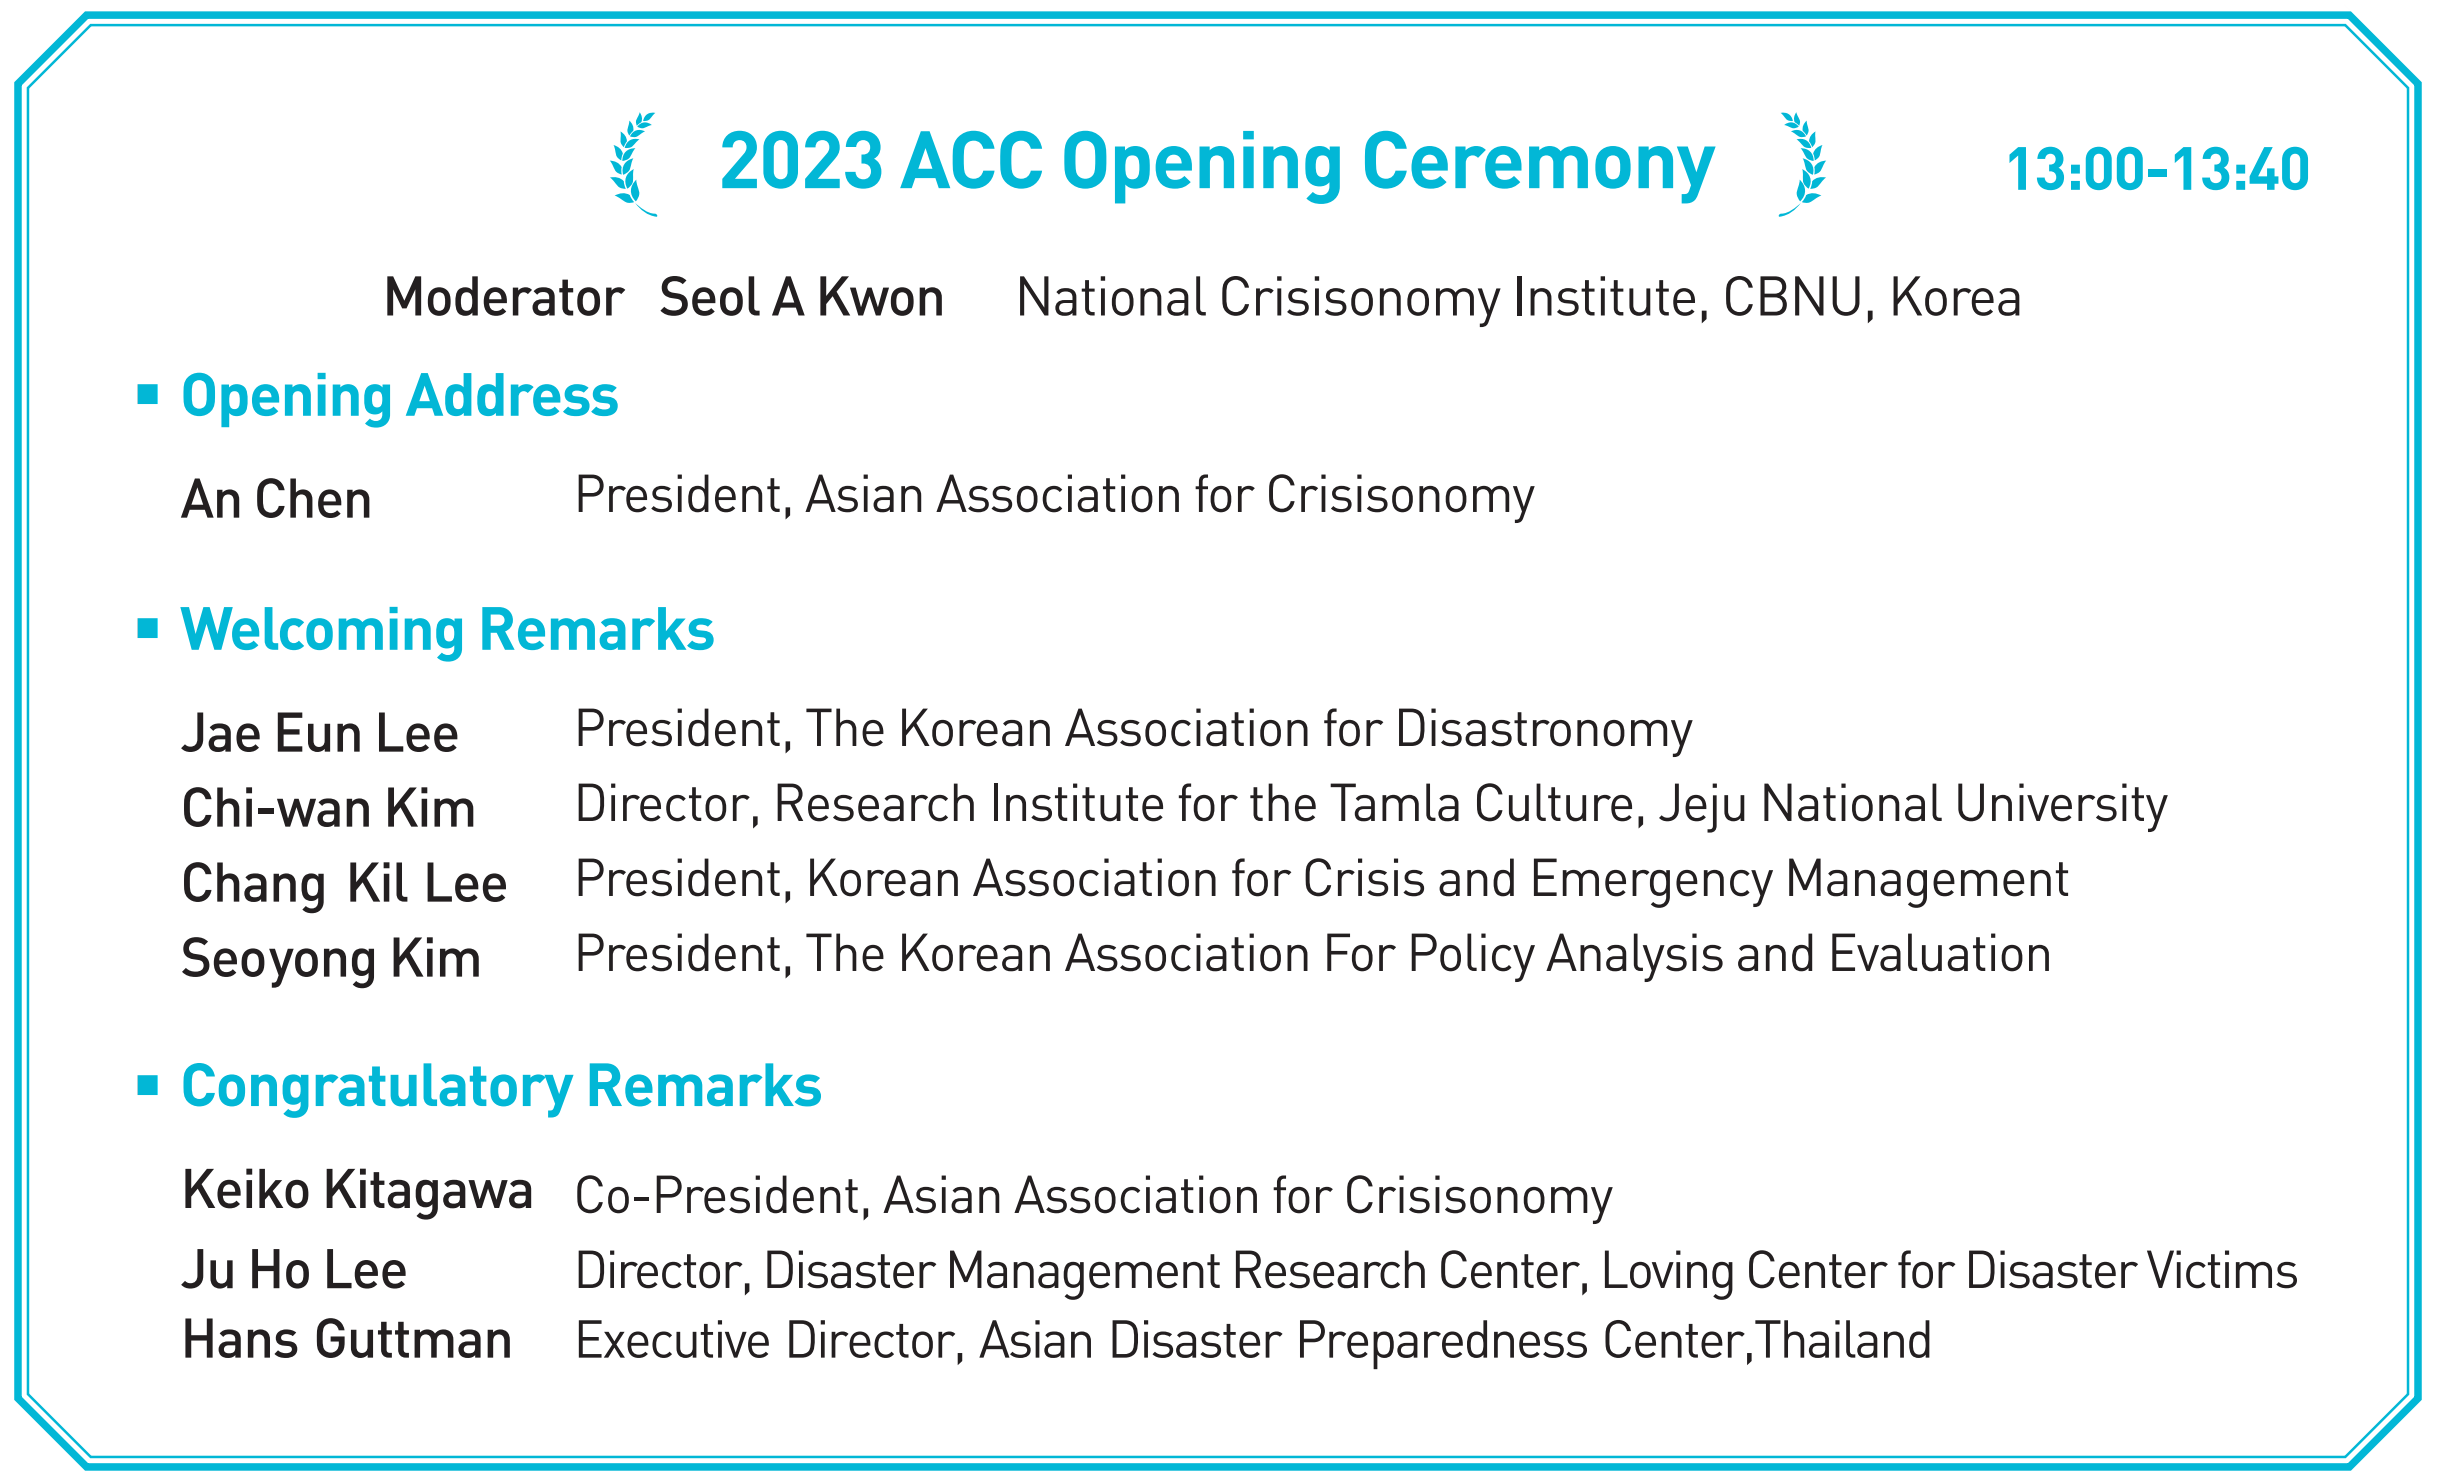 2023 ACC Opening Ceremony 13:00-13:40
Moderator Seol A Kwon National Crisisonomy Institute, CBNU, Korea
■ Opening Address
An Chen President, Asian Association for Crisisonomy
■ Welcoming Remarks
Jae Eun Lee President, The Korean Association for Disastronomy
Chi-wan Kim Director, Research Institute for the Tamla Culture, Jeju National University
Chang Kil Lee President, Korean Association for Crisis and Emergency Management
Seoyong Kim President, The Korean Association For Policy Analysis and Evaluation
■ Congratulatory Remarks
Keiko Kitagawa Co-President, Asian Association for Crisisonomy
Ju Ho Lee Director, Disaster Management Research Center, Loving Center for Disaster Victims
Hans Guttman Executive Director, Asian Disaster Preparedness Center,Thailand